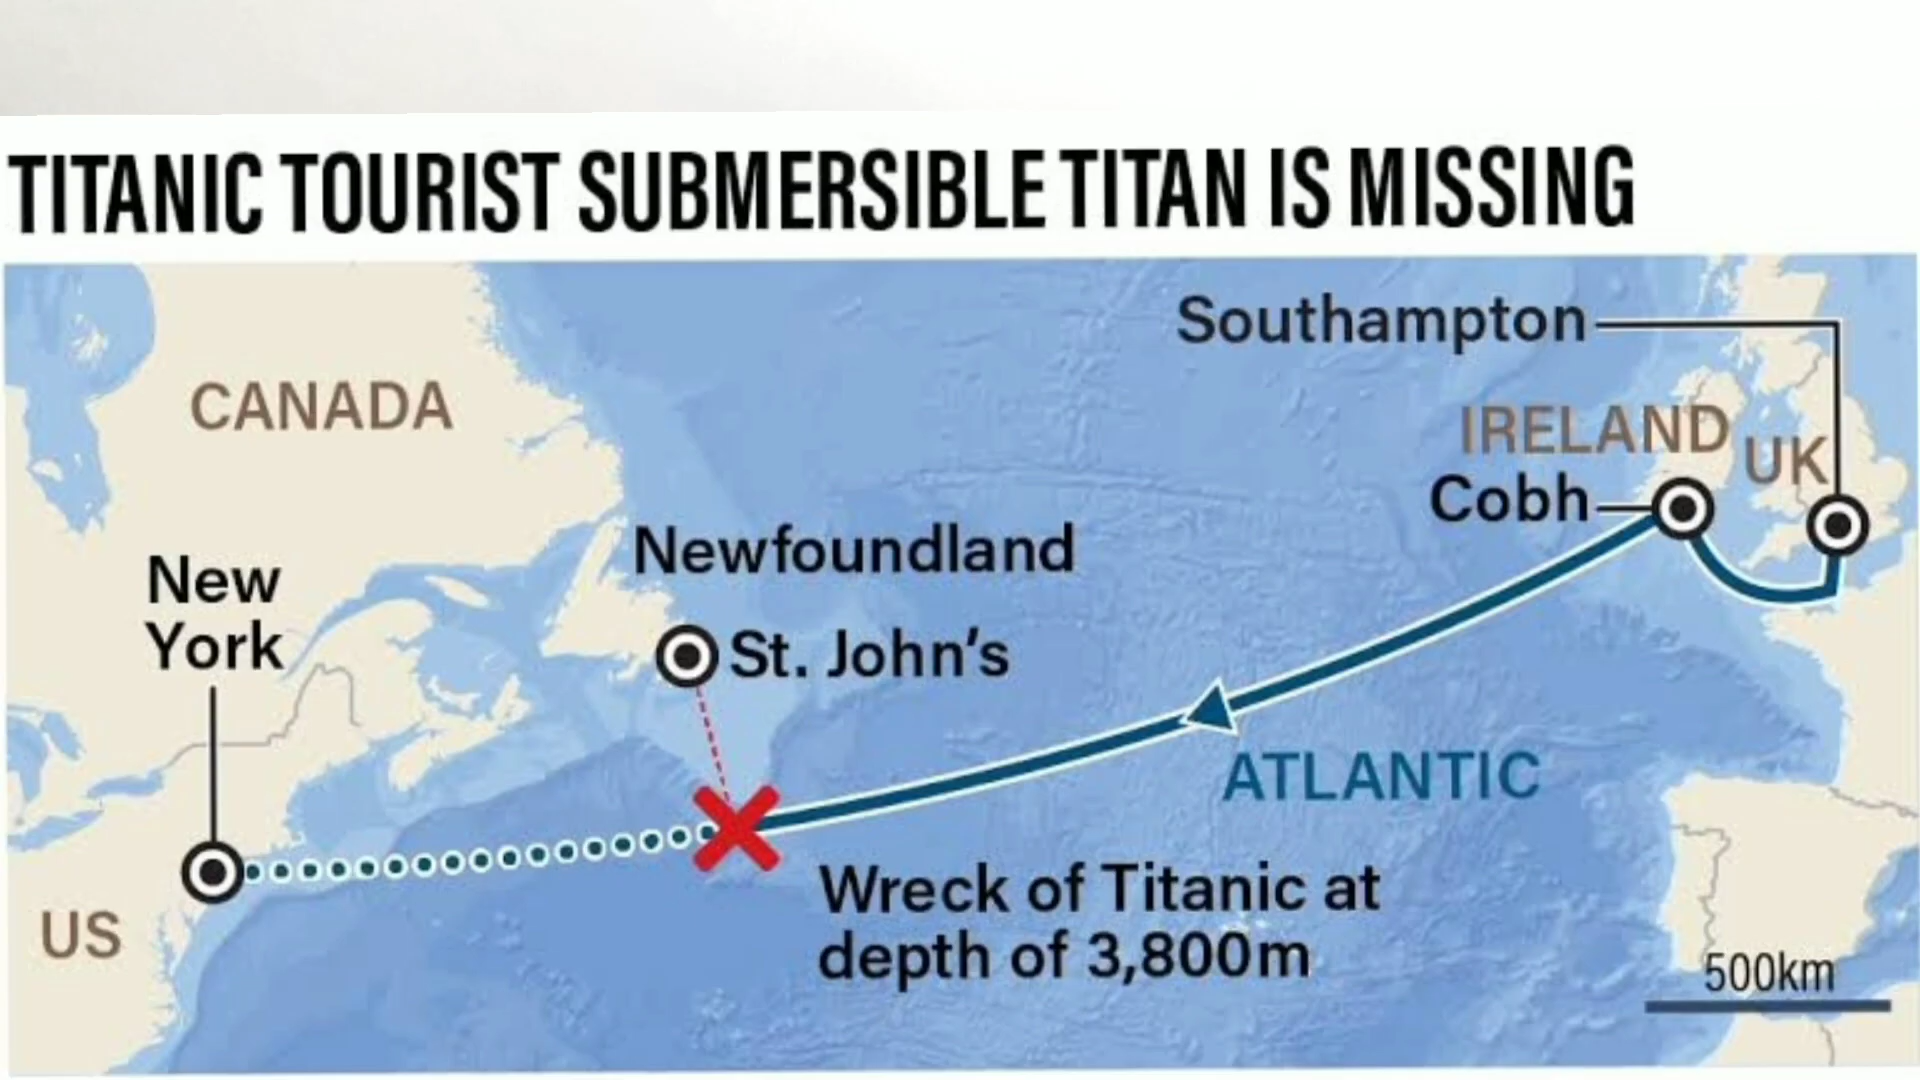 TITANIC TOURIST SUBMERSIBLE TITAN IS MISSING
Southampton
CANADA
IRELAND
UK
Cobh
Newfoundland
New
York
St. John's
ATLANTIC
Wreck of Titanic at
depth of 3,800m
US
500km